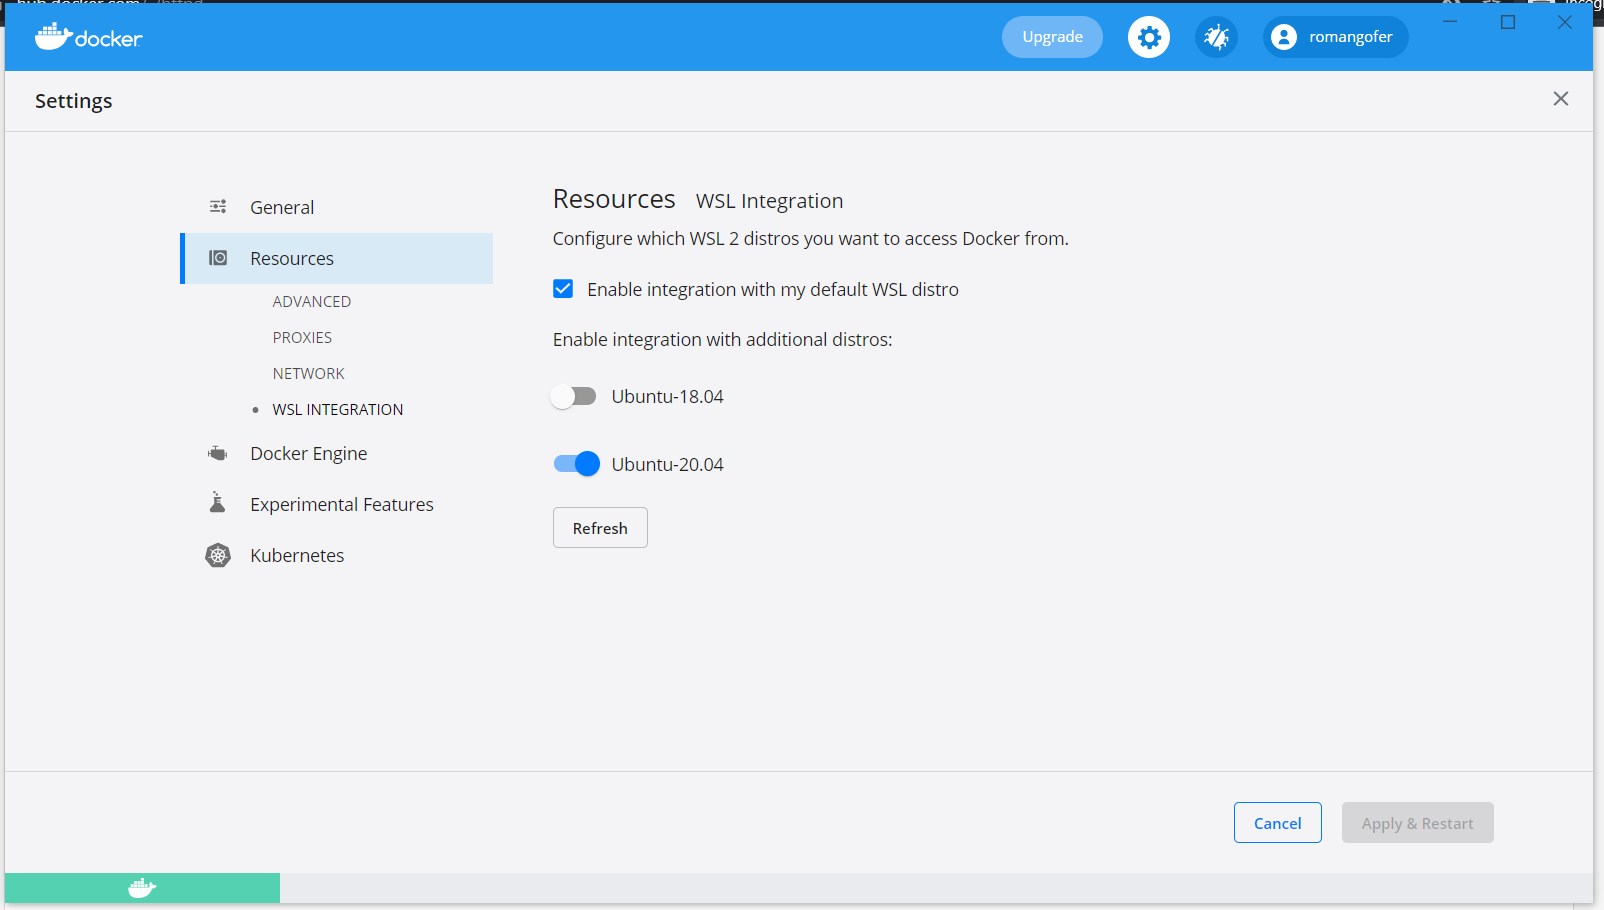 docker
Upgrade
romangofer
Settings
General
Resources
ADVANCED
PROXIES
NETWORK
WSL INTEGRATION
Docker Engine
Experimental Features
Kubernetes
Resources WSL Integration
Configure which WSL 2 distros you want to access Docker from.
Enable integration with my default WSL distro
Enable integration with additional distros:
Ubuntu-18.04
Ubuntu-20.04
Refresh
Cancel
Apply & Restart